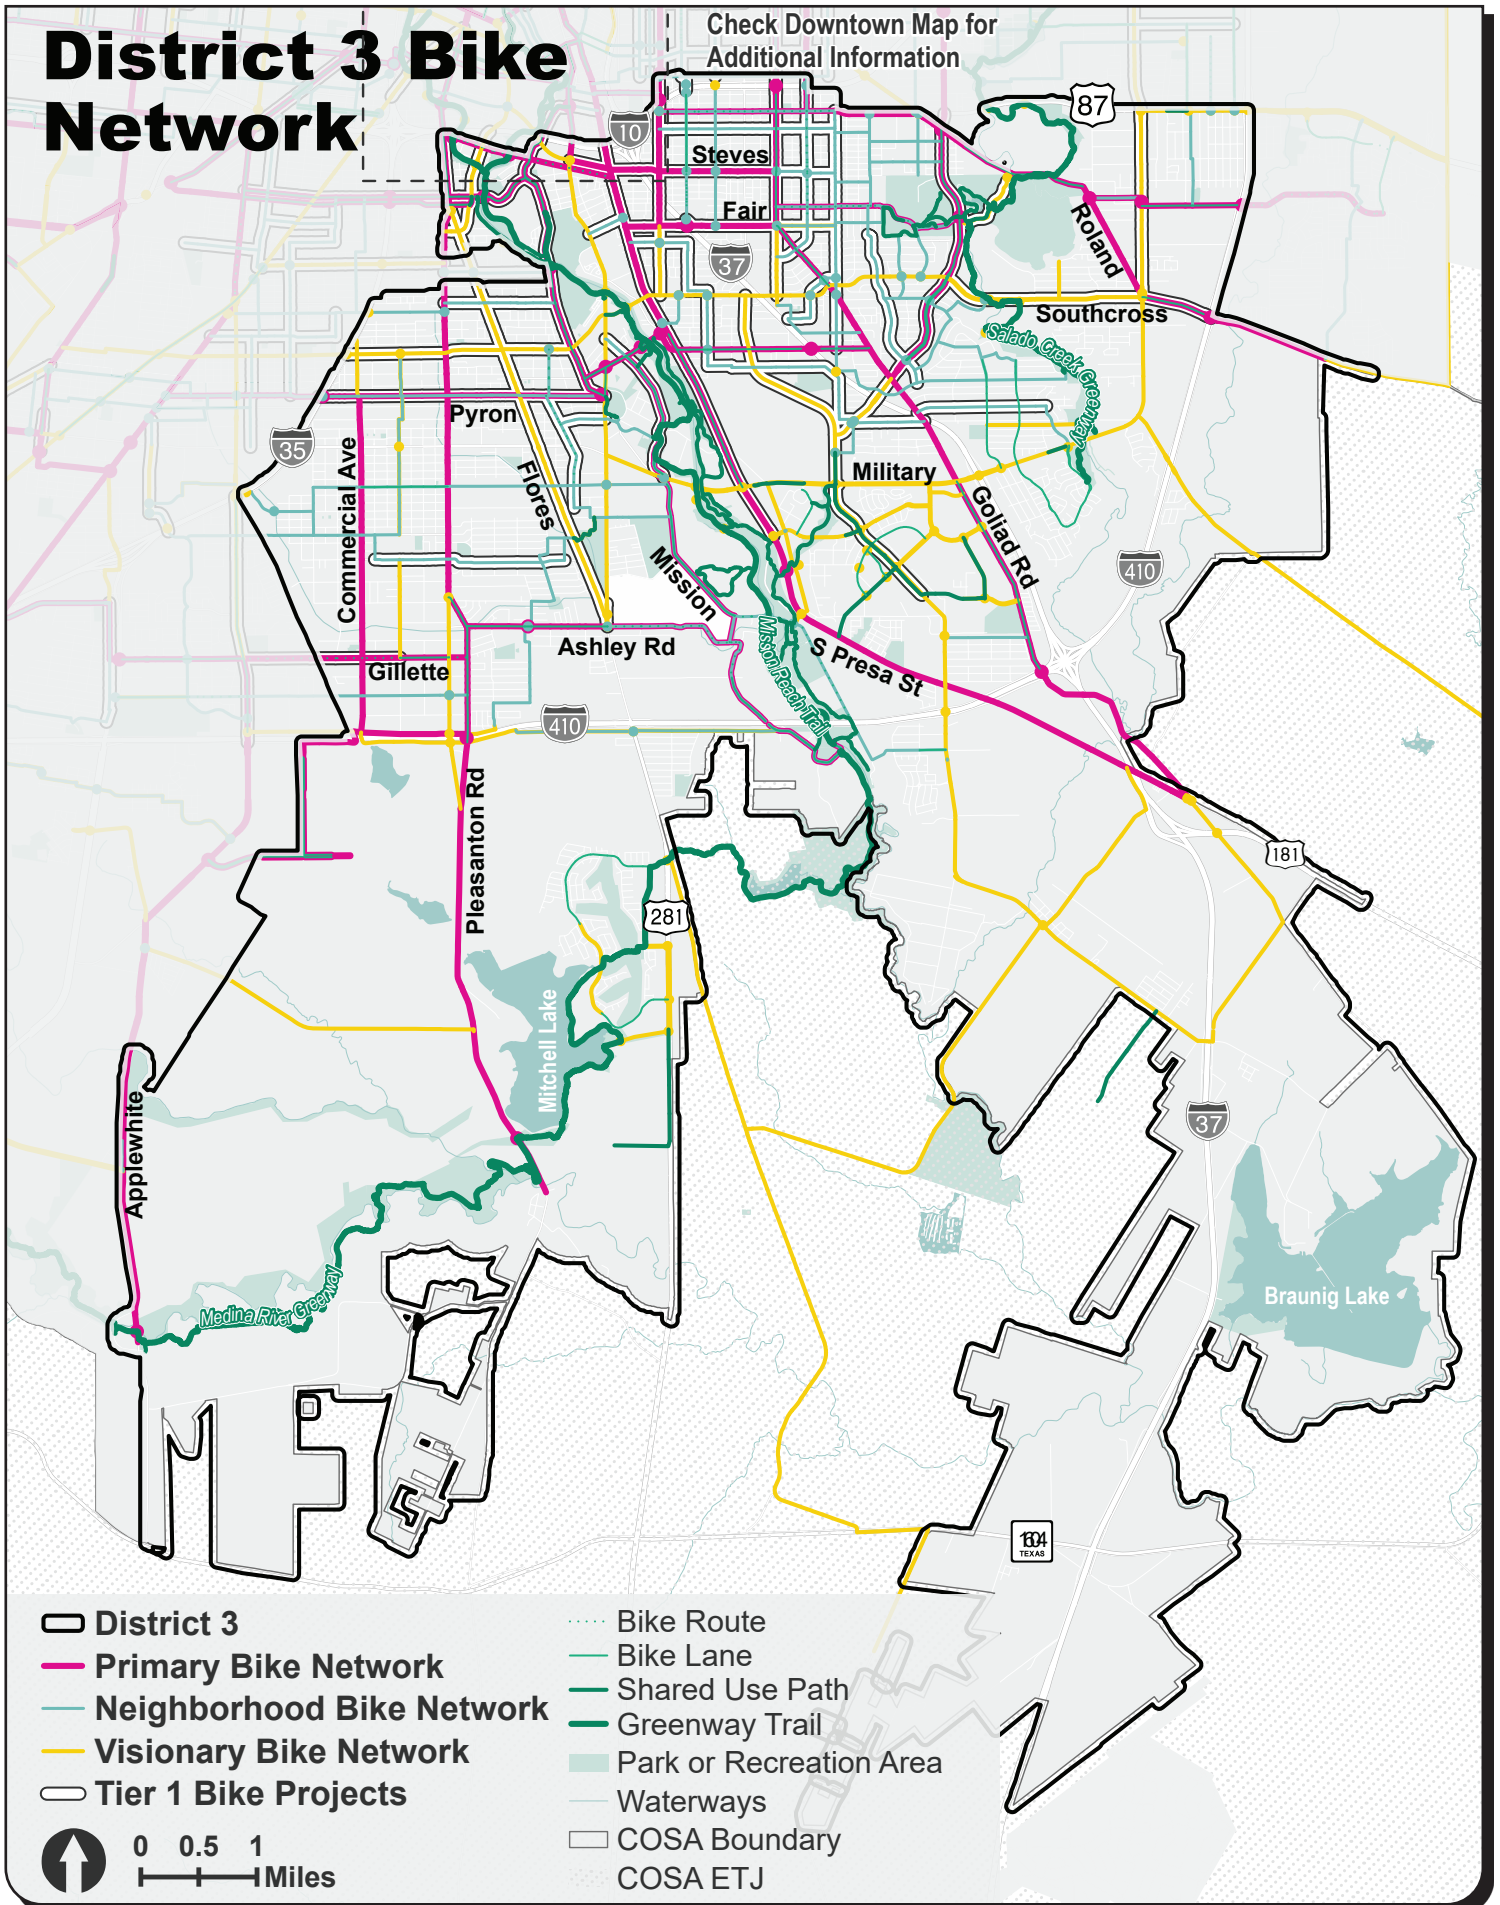 District 3 Bike
Network
Check Downtown Map for
Additional Information
87
10
Steves
Fair
37
Roland
Southcross
Salado Creek Greenway
Pyron
35
Commercial Ave
Flores
Military
Goliad Rd
410
Mission
Ashley Rd
Mission Reach Trail
S Presa St
Gillette
410
Pleasanton Rd
181
281
Mitchell Lake
Applewhite
37
Medina River Greenway
Braunig Lake
1604
TEXAS
District 3
Primary Bike Network
Neighborhood Bike Network
Visionary Bike Network
Tier 1 Bike Projects
0 0.5 1
Miles
Bike Route
Bike Lane
Shared Use Path
Greenway Trail
Park or Recreation Area
Waterways
COSA Boundary
COSA ETJ